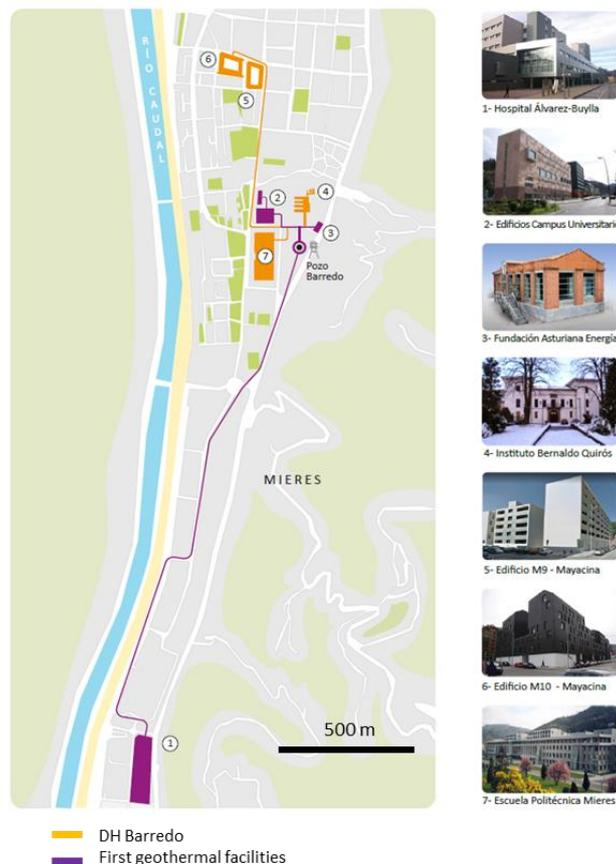 RÍO CAUDAL
6
5
2
4
3
7
Pozo
Barredo
MIERES
500 m
1
1- Hospital Álvarez-Buylla
2- Edificios Campus Universitario
3- Fundación Asturiana Energía
4- Instituto Bernaldo Quirós
5- Edificio M9 - Mayacina
6- Edificio M10 - Mayacina
7- Escuela Politécnica Mieres
DH Barredo
First geothermal facilities